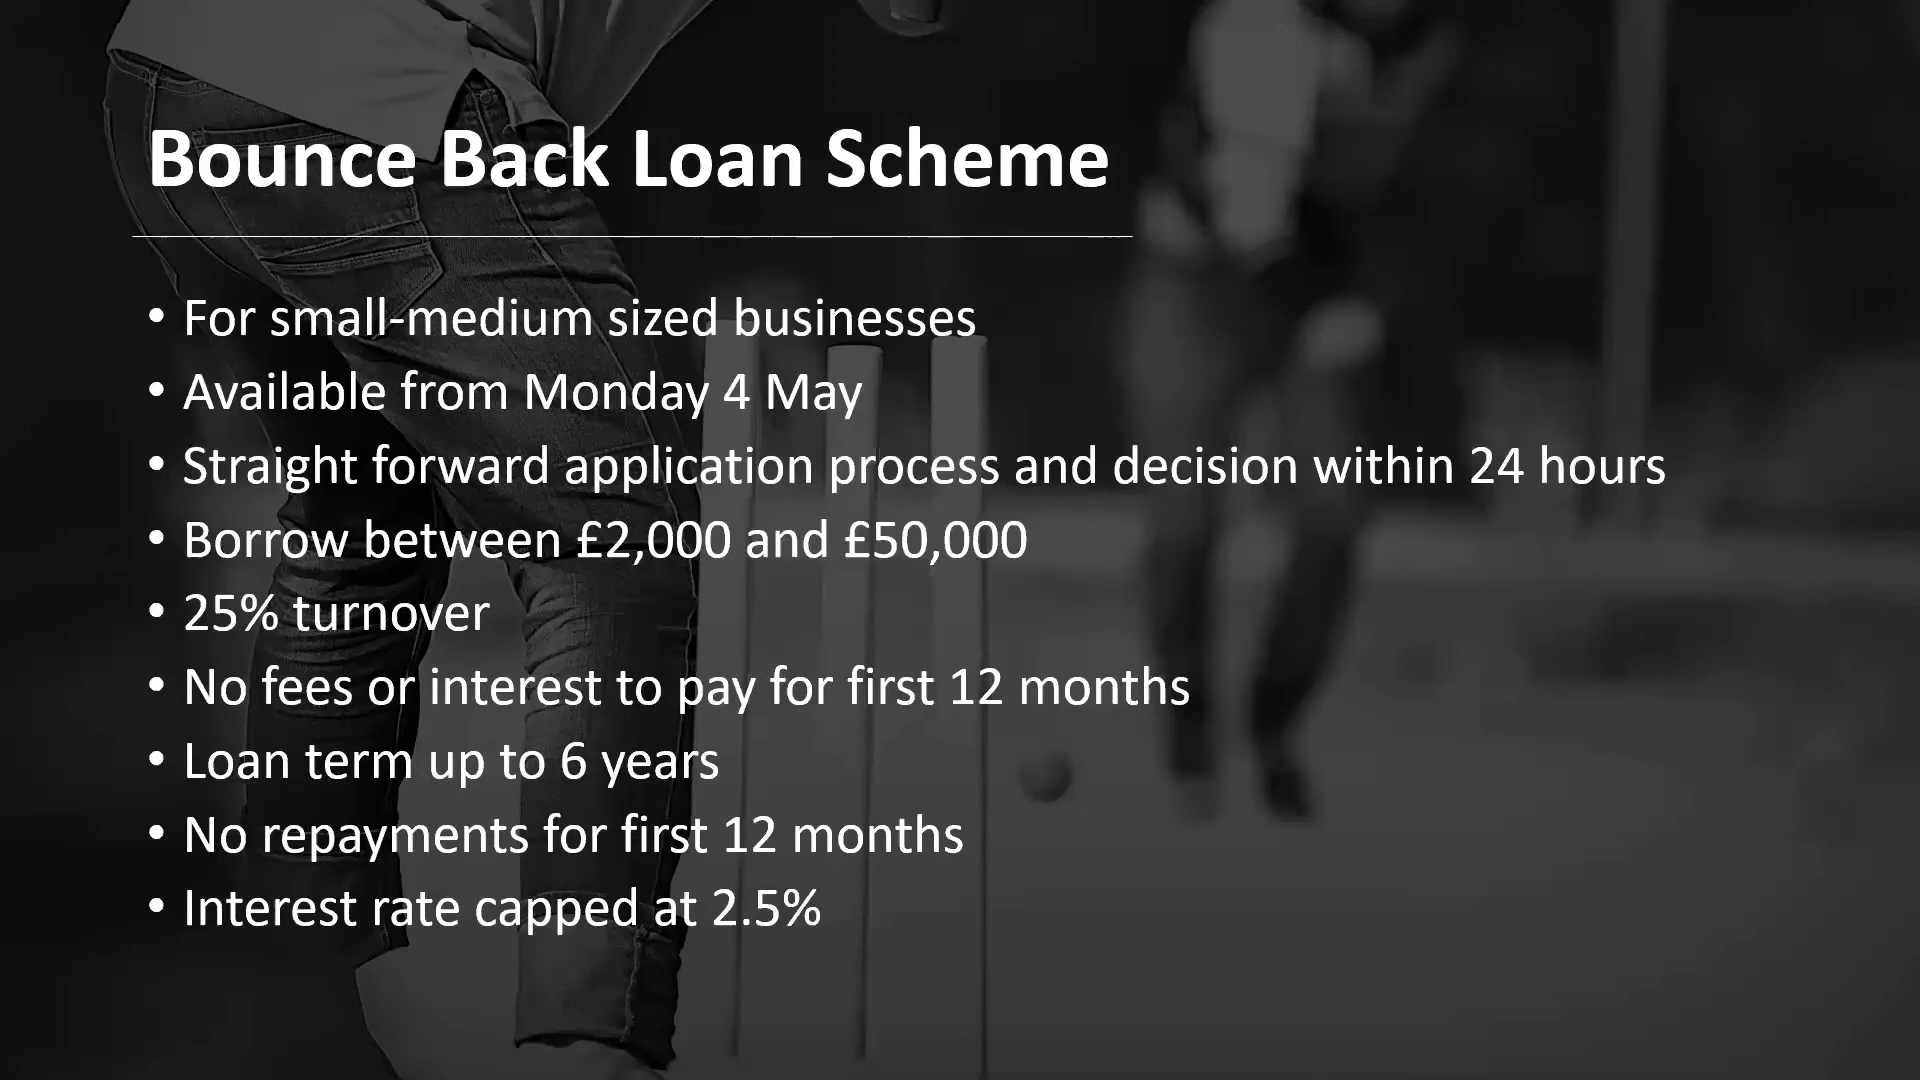 Bounce Back Loan Scheme
• For small-medium sized businesses
• Available from Monday 4 May
• Straight forward application process and decision within 24 hours
• Borrow between £2,000 and £50,000
• 25% turnover
• No fees or interest to pay for first 12 months
• Loan term up to 6 years
• No repayments for first 12 months
• Interest rate capped at 2.5%